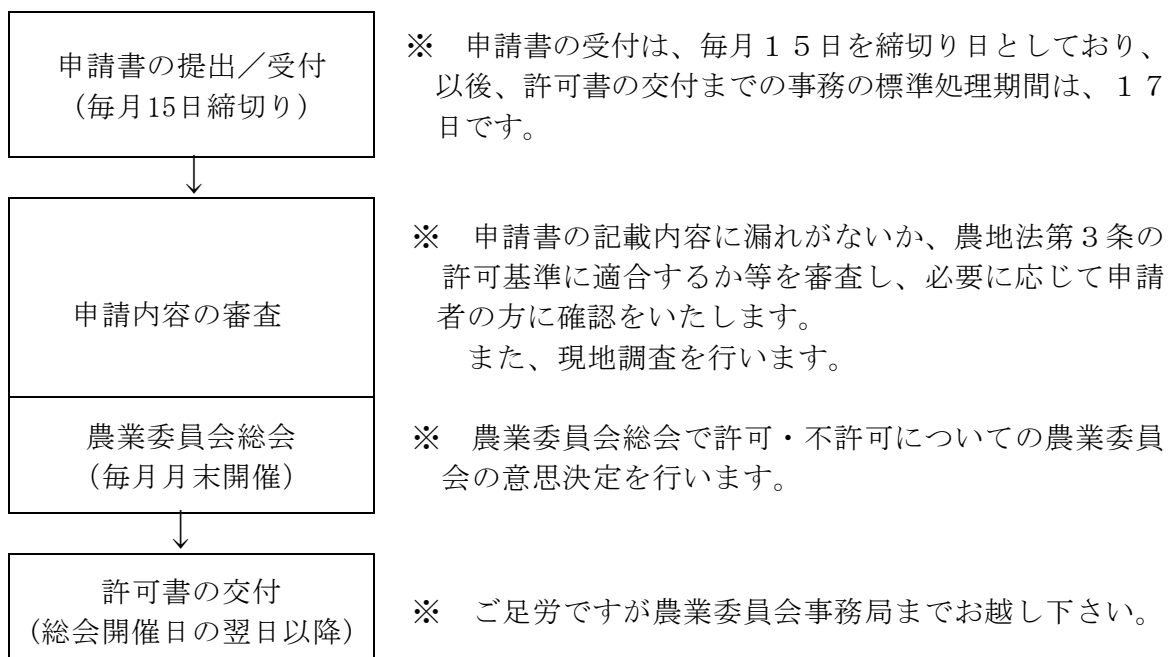 申請書の提出／受付
(毎月15日締切り)
※　申請書の受付は、毎月１５日を締切り日としており、
以後、許可書の交付までの事務の標準処理期間は、１７
日です。
↓
申請内容の審査
※　申請書の記載内容に漏れがないか、農地法第３条の
許可基準に適合するか等を審査し、必要に応じて申請
者の方に確認をいたします。
また、現地調査を行います。
農業委員会総会
(毎月月末開催)
※　農業委員会総会で許可・不許可についての農業委員
会の意思決定を行います。
↓
許可書の交付
(総会開催日の翌日以降)
※　ご足労ですが農業委員会事務局までお越し下さい。